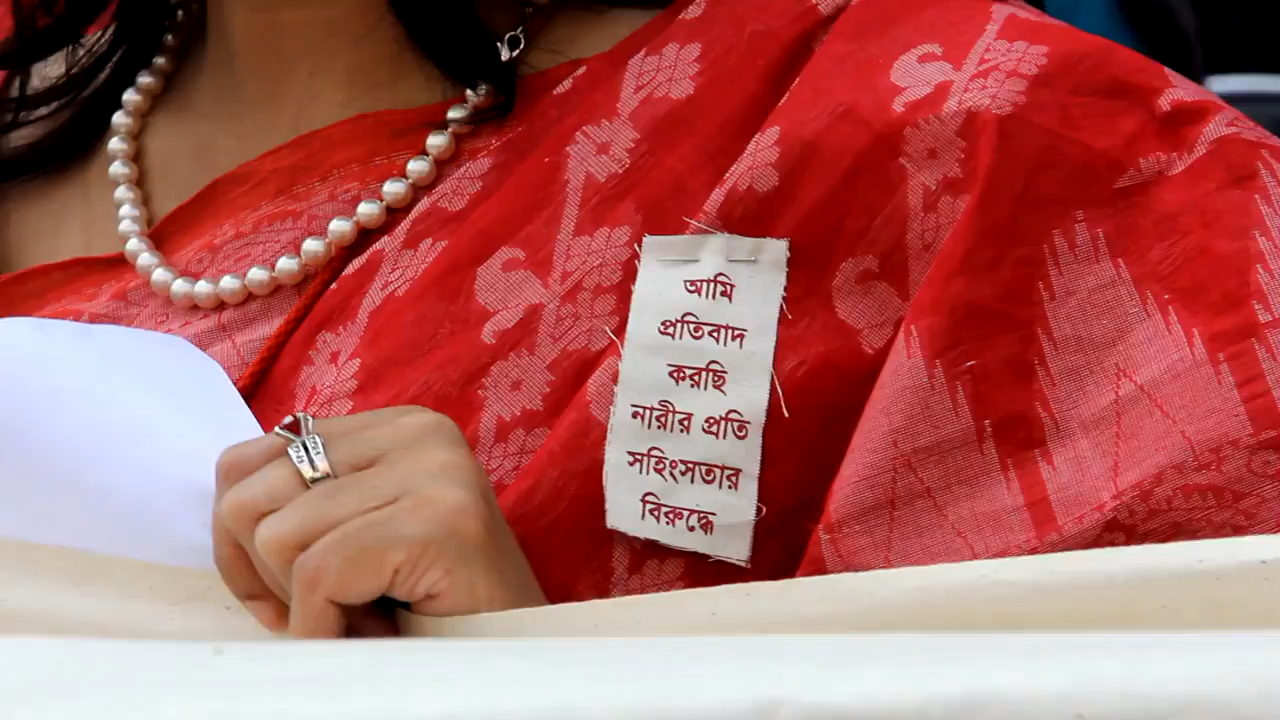 আমি
প্রতিবাদ
করছি
নারীর প্রতি
সহিংসতার
বিরুদ্ধে